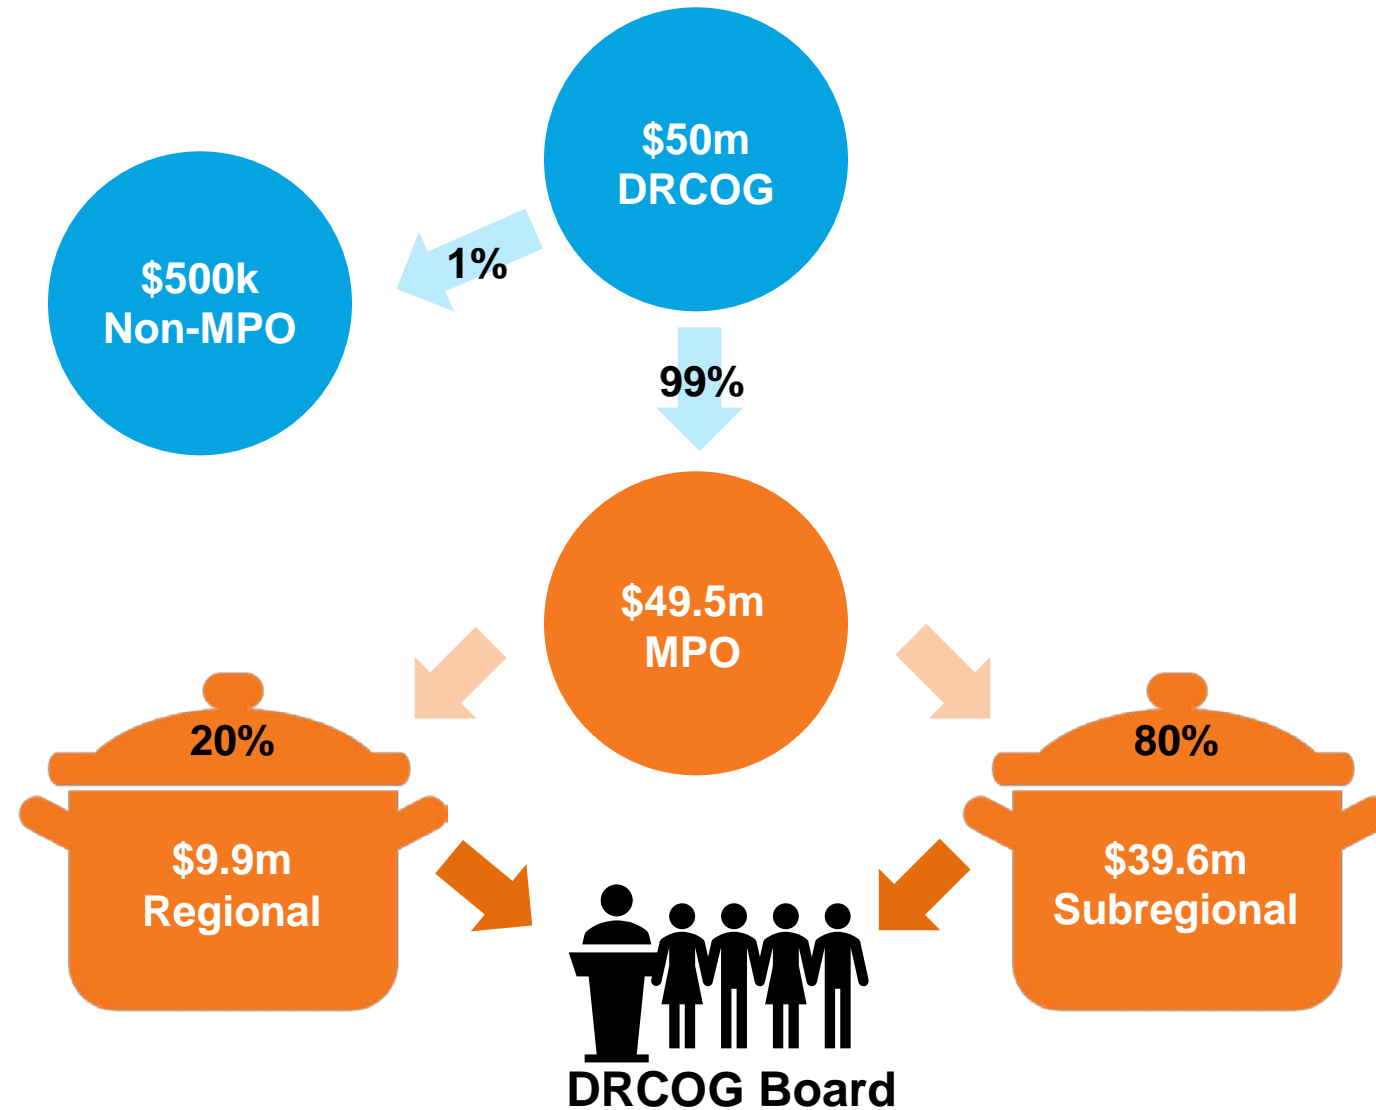 $50m
DRCOG
1%
$500k
Non-MPO
99%
$49.5m
MPO
20%
80%
$9.9m
Regional
$39.6m
Subregional
DRCOG Board